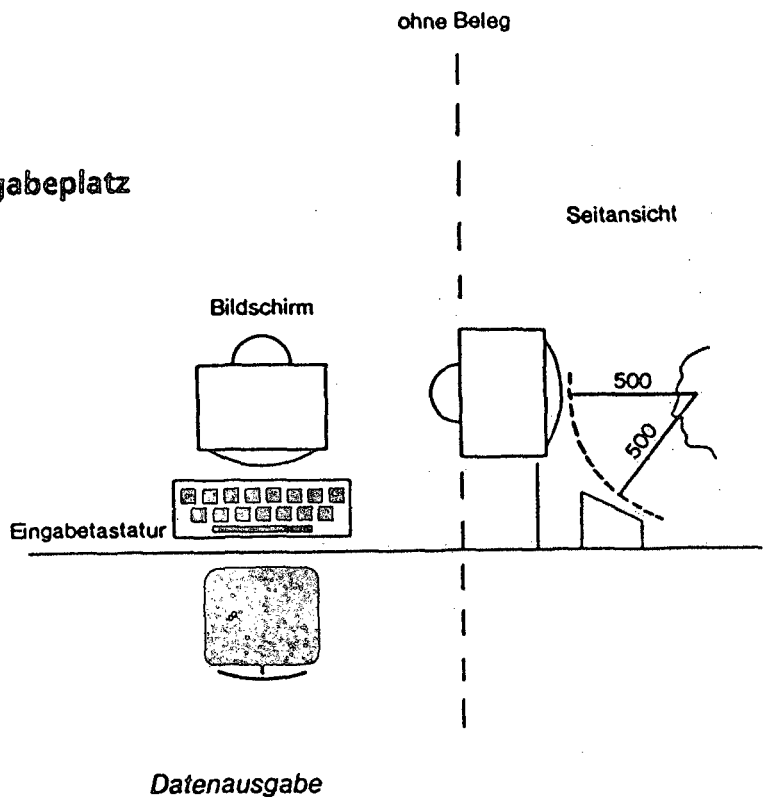 ohne Beleg
gabeplatz
Seitansicht
Bildschirm
500
500
Eingabetastatur
Datenausgabe